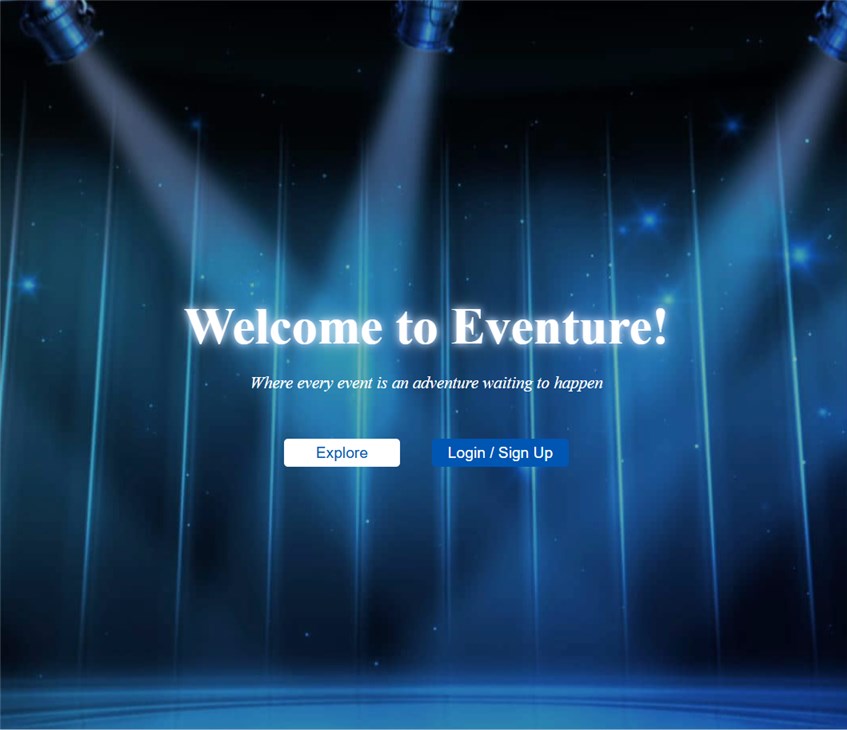 Welcome to Eventure!
Where every event is an adventure waiting to happen
Explore
Login / Sign Up